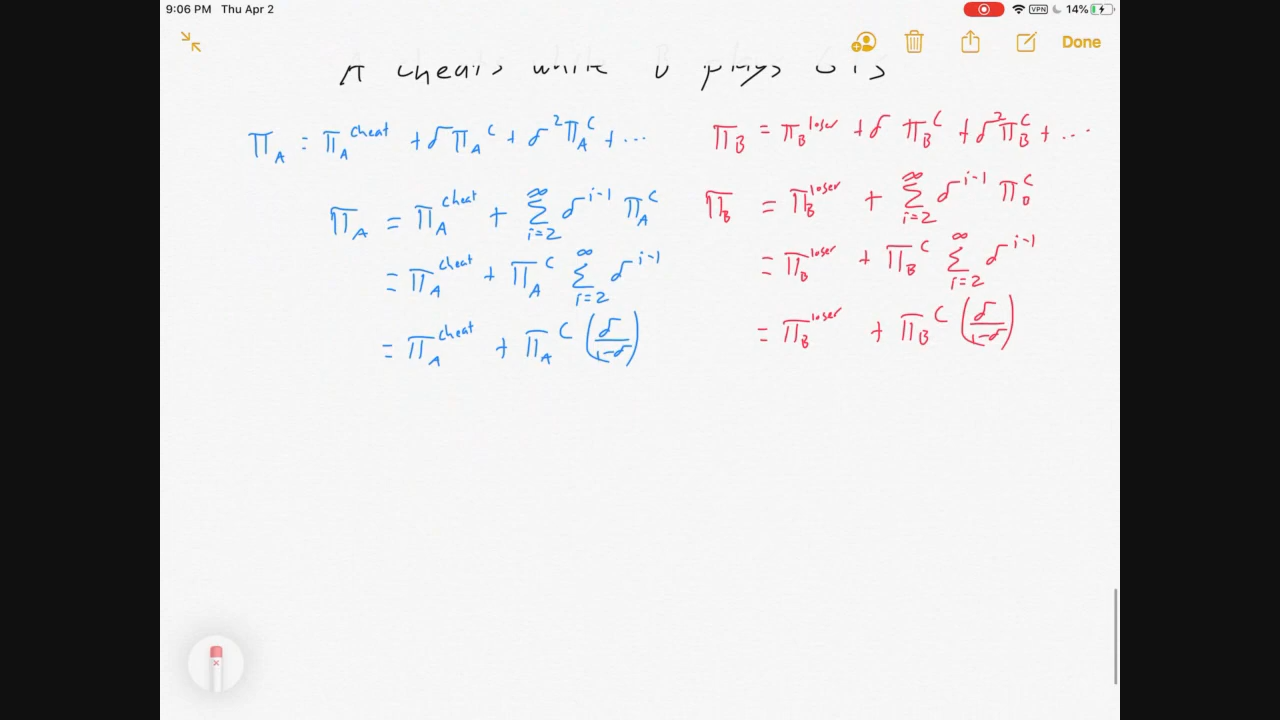 9:06 PM Thu Apr 2 VPN 14%
Done
A cheats while B plays GTS
π_A = π_A^cheat + δπ_A^C + δ²π_A^C + ...
π_A = π_A^cheat + Σ_{i=2}^∞ δ^{i-1} π_A^C
= π_A^cheat + π_A^C Σ_{i=2}^∞ δ^{i-1}
= π_A^cheat + π_A^C (δ/(1-δ))
π_B = π_B^loser + δ π_B^C + δ²π_B^C + ...
π_B = π_B^loser + Σ_{i=2}^∞ δ^{i-1} π_B^C
= π_B^loser + π_B^C Σ_{i=2}^∞ δ^{i-1}
= π_B^loser + π_B^C (δ/(1-δ))